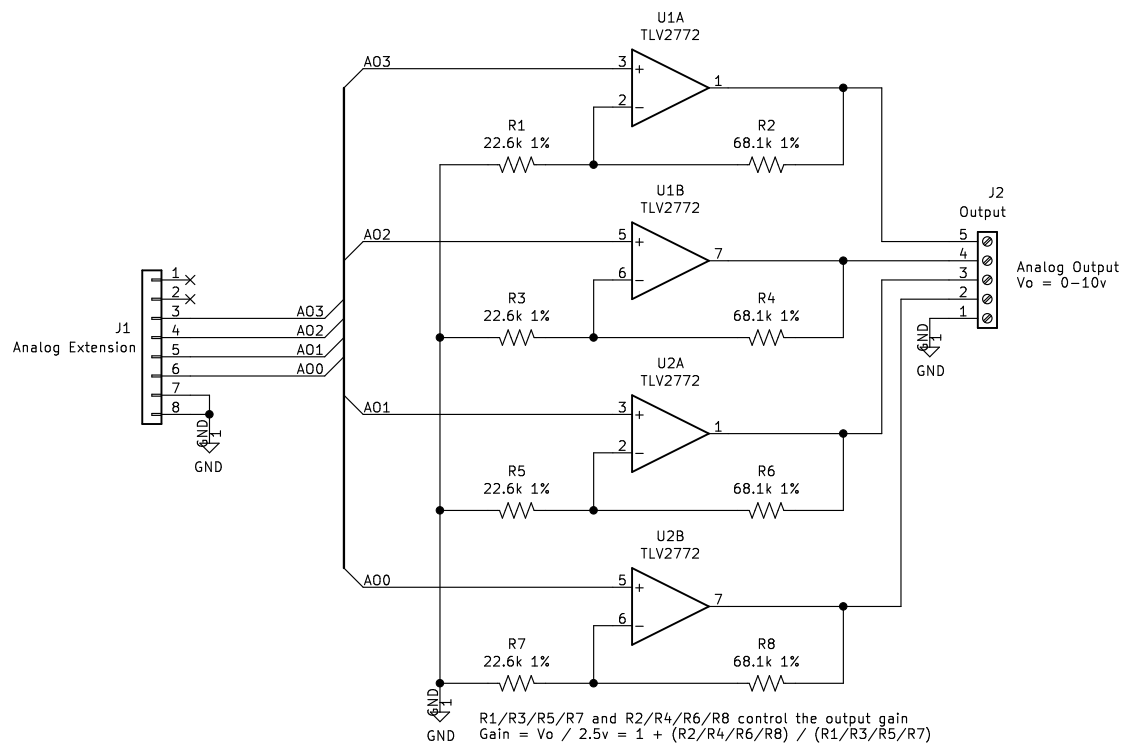 U1A
TLV2772
AO3
3
+
1
2
−
R1
22.6k 1%
R2
68.1k 1%
U1B
TLV2772
AO2
5
+
7
6
−
R3
22.6k 1%
R4
68.1k 1%
J2
Output
5
4
3
2
1
Analog Output
Vo = 0-10v
GND
1
GND
J1
Analog Extension
1
2
3
4
5
6
7
8
AO3
AO2
AO1
AO0
GND
1
GND
U2A
TLV2772
AO1
3
+
1
2
−
R5
22.6k 1%
R6
68.1k 1%
U2B
TLV2772
AO0
5
+
7
6
−
R7
22.6k 1%
R8
68.1k 1%
GND
1
GND
R1/R3/R5/R7 and R2/R4/R6/R8 control the output gain
Gain = Vo / 2.5v = 1 + (R2/R4/R6/R8) / (R1/R3/R5/R7)